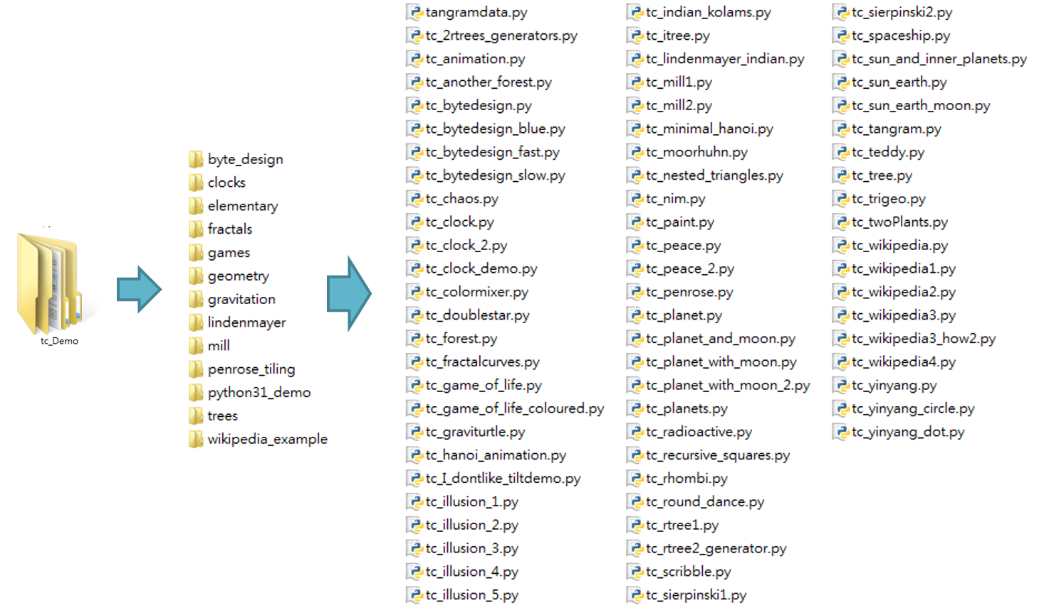 tc_Demo
byte_design
clocks
elementary
fractals
games
geometry
gravitation
lindenmayer
mill
penrose_tiling
python31_demo
trees
wikipedia_example
tangramdata.py
tc_2rtrees_generators.py
tc_animation.py
tc_another_forest.py
tc_bytedesign.py
tc_bytedesign_blue.py
tc_bytedesign_fast.py
tc_bytedesign_slow.py
tc_chaos.py
tc_clock.py
tc_clock_2.py
tc_clock_demo.py
tc_colormixer.py
tc_doublestar.py
tc_forest.py
tc_fractalcurves.py
tc_game_of_life.py
tc_game_of_life_coloured.py
tc_graviturtle.py
tc_hanoi_animation.py
tc_I_dontlike_tiltdemo.py
tc_illusion_1.py
tc_illusion_2.py
tc_illusion_3.py
tc_illusion_4.py
tc_illusion_5.py
tc_indian_kolams.py
tc_itree.py
tc_lindenmayer_indian.py
tc_mill1.py
tc_mill2.py
tc_minimal_hanoi.py
tc_moorhuhn.py
tc_nested_triangles.py
tc_nim.py
tc_paint.py
tc_peace.py
tc_peace_2.py
tc_penrose.py
tc_planet.py
tc_planet_and_moon.py
tc_planet_with_moon.py
tc_planet_with_moon_2.py
tc_planets.py
tc_radioactive.py
tc_recursive_squares.py
tc_rhombi.py
tc_round_dance.py
tc_rtree1.py
tc_rtree2_generator.py
tc_scribble.py
tc_sierpinski1.py
tc_sierpinski2.py
tc_spaceship.py
tc_sun_and_inner_planets.py
tc_sun_earth.py
tc_sun_earth_moon.py
tc_tangram.py
tc_teddy.py
tc_tree.py
tc_trigeo.py
tc_twoPlants.py
tc_wikipedia.py
tc_wikipedia1.py
tc_wikipedia2.py
tc_wikipedia3.py
tc_wikipedia3_how2.py
tc_wikipedia4.py
tc_yinyang.py
tc_yinyang_circle.py
tc_yinyang_dot.py